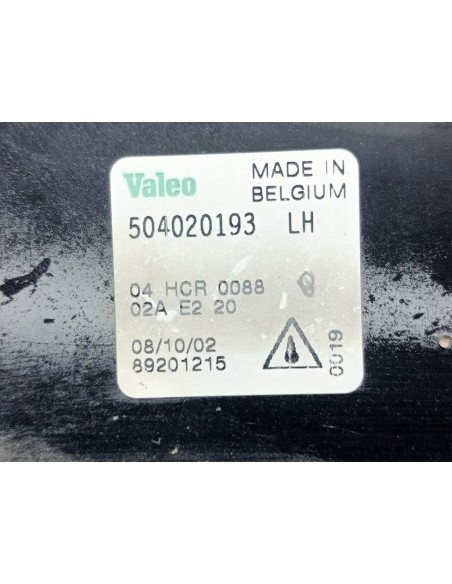 Valeo
MADE IN
BELGIUM
504020193 LH
04 HCR 0088
02A E2 20
08/10/02
89201215
0019